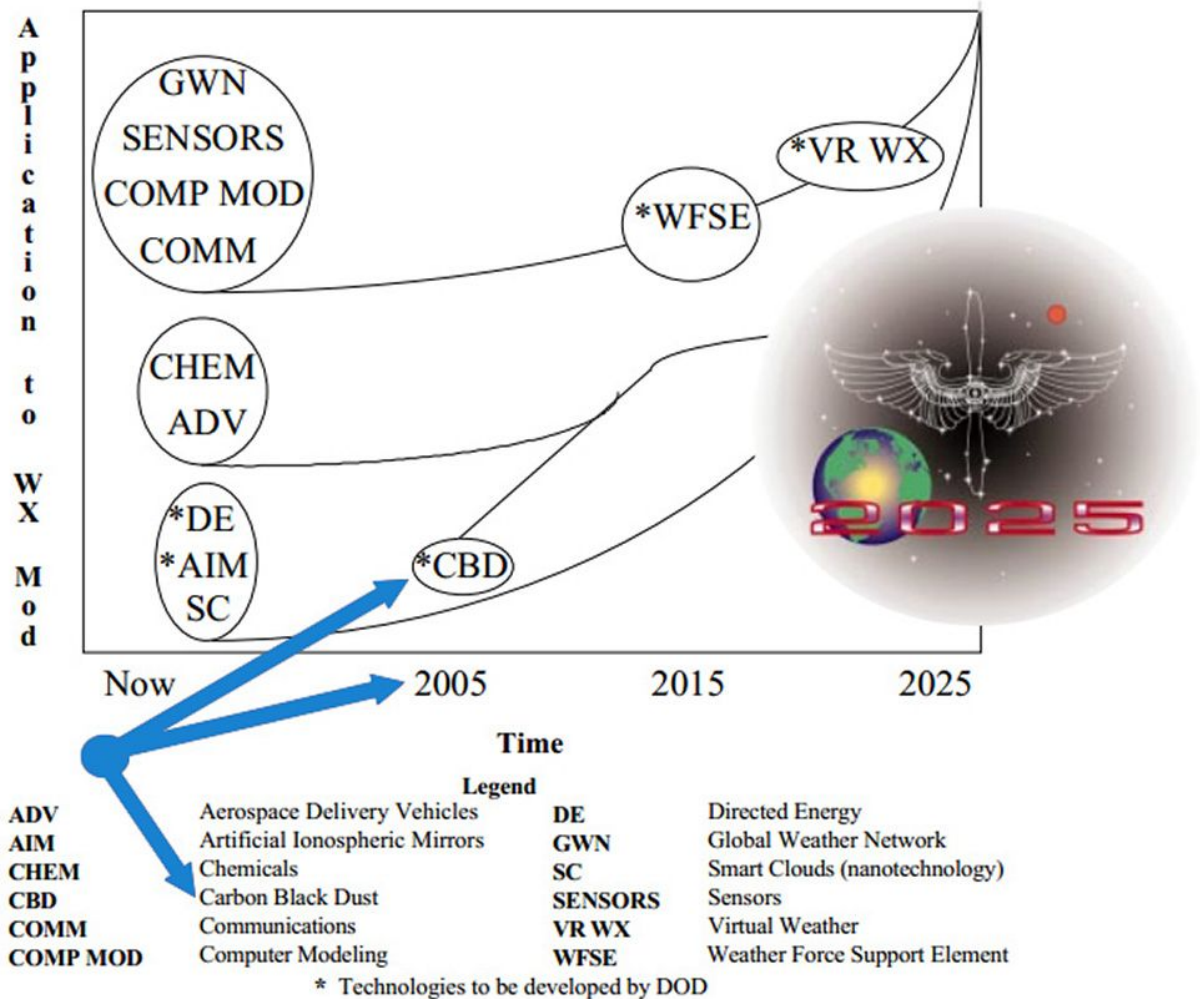 Application to WX Mod
GWN
SENSORS
COMP MOD
COMM
CHEM
ADV
*DE
*AIM
SC
*CBD
*WFSE
*VR WX
2025
Now 2005 2015 2025
Time
Legend
ADV Aerospace Delivery Vehicles DE Directed Energy
AIM Artificial Ionospheric Mirrors GWN Global Weather Network
CHEM Chemicals SC Smart Clouds (nanotechnology)
CBD Carbon Black Dust SENSORS Sensors
COMM Communications VR WX Virtual Weather
COMP MOD Computer Modeling WFSE Weather Force Support Element
* Technologies to be developed by DOD